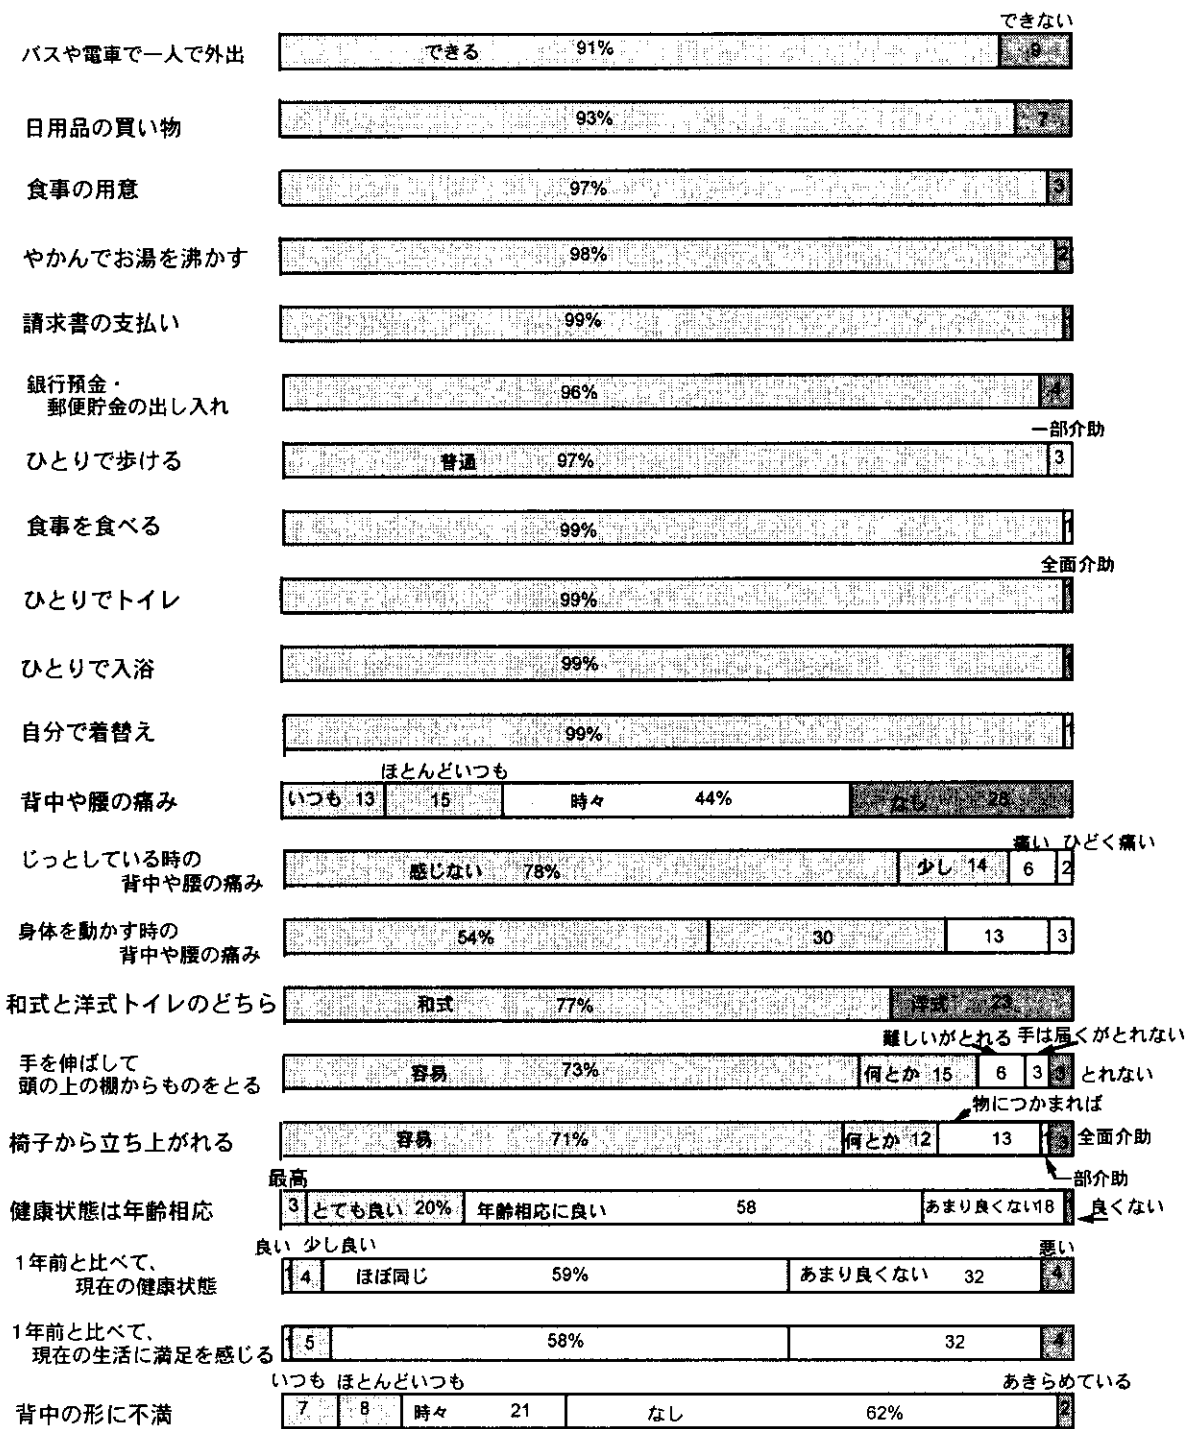 できない
バスや電車で一人で外出 できる 91% 9
日用品の買い物 93% 7
食事の用意 97% 3
やかんでお湯を沸かす 98% 2
請求書の支払い 99% 1
銀行預金・
郵便貯金の出し入れ 96% 4
一部介助
ひとりで歩ける 普通 97% 3
食事を食べる 99% 1
全面介助
ひとりでトイレ 99% 1
ひとりで入浴 99% 1
自分で着替え 99% 1
ほとんどいつも
背中や腰の痛み いつも 13 15 時々 44% なし 28
痛い ひどく痛い
じっとしている時の
背中や腰の痛み 感じない 78% 少し 14 6 2
身体を動かす時の
背中や腰の痛み 54% 30 13 3
和式と洋式トイレのどちら 和式 77% 洋式 23
難しいがとれる 手は届くがとれない
手を伸ばして
頭の上の棚からものをとる 容易 73% 何とか 15 6 3 3 とれない
物につかまれば
椅子から立ち上がれる 容易 71% 何とか 12 13 1 3 全面介助
一部介助
最高
健康状態は年齢相応 3 とても良い 20% 年齢相応に良い 58 あまり良くない18 1 良くない
良い 少し良い 悪い
1年前と比べて、
現在の健康状態 1 4 ほぼ同じ 59% あまり良くない 32 4
1年前と比べて、
現在の生活に満足を感じる 1 5 58% 32 4
いつも ほとんどいつも あきらめている
背中の形に不満 7 8 時々 21 なし 62% 2